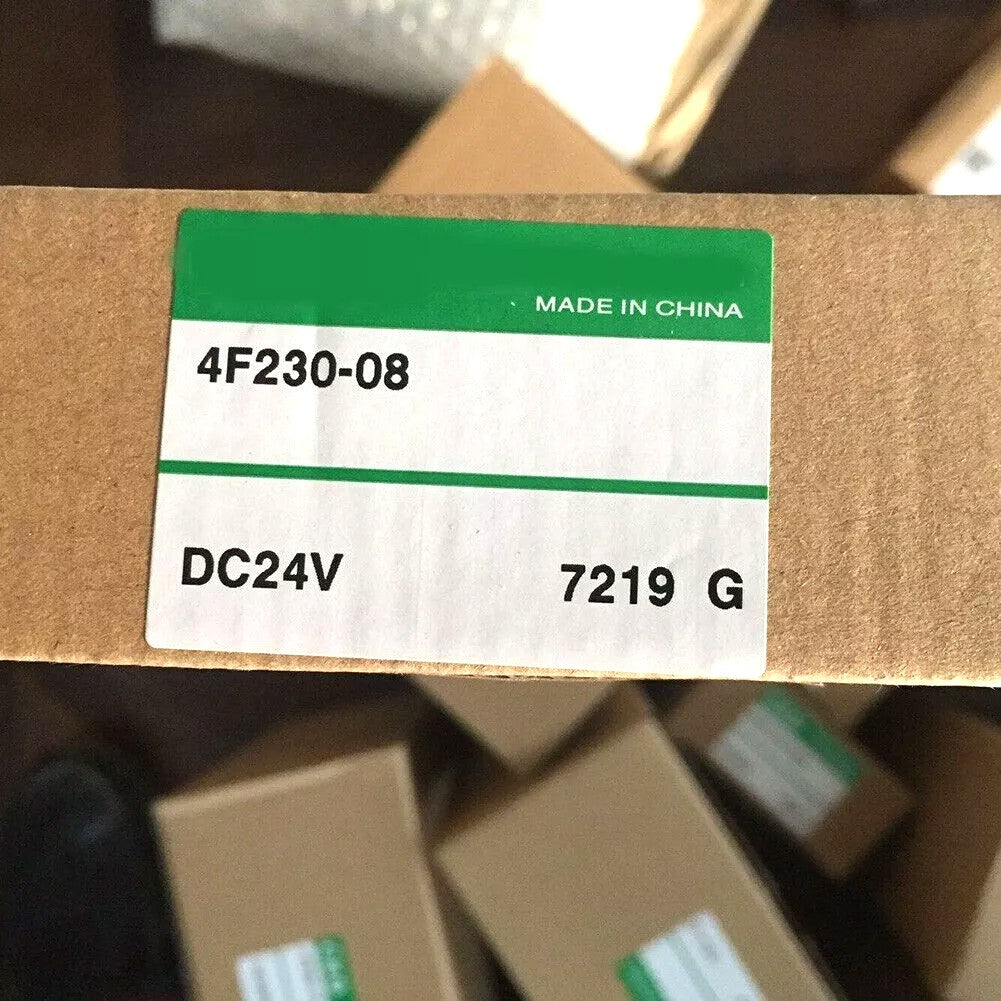 MADE IN CHINA
4F230-08
DC24V 7219 G